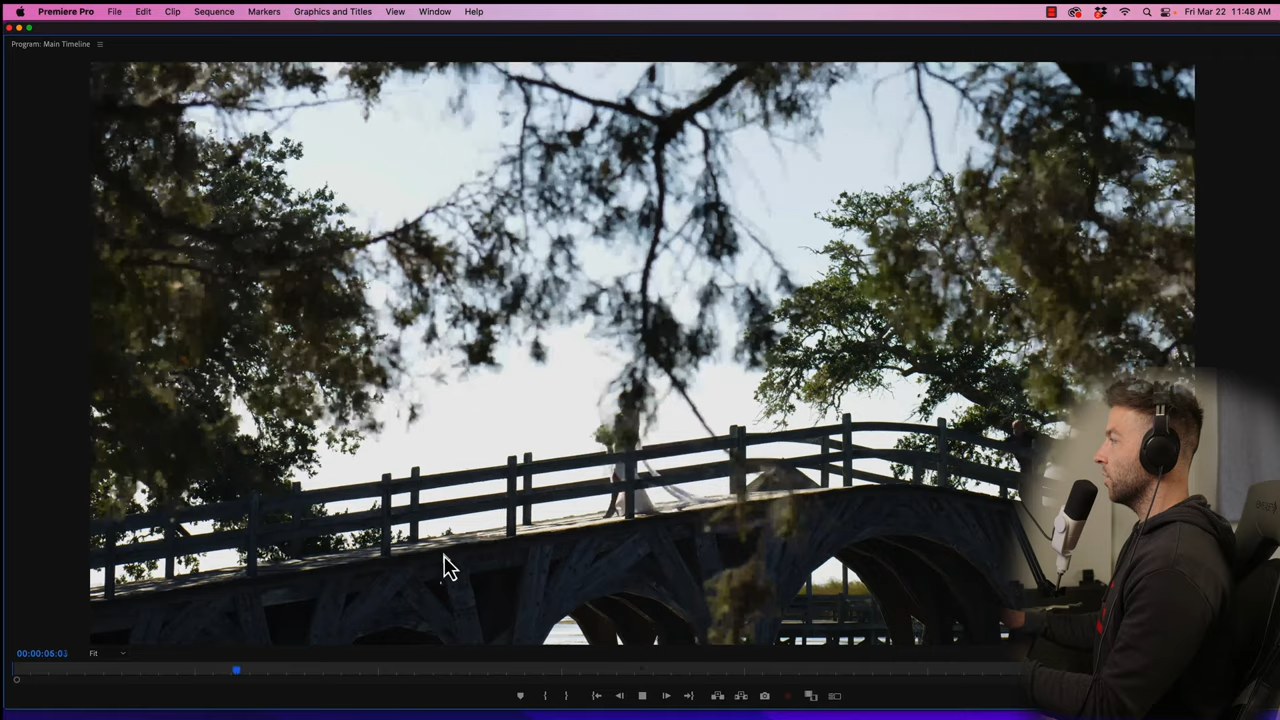 Premiere Pro File Edit Clip Sequence Markers Graphics and Titles View Window Help Fri Mar 22 11:48 AM
Program: Main Timeline
Fit